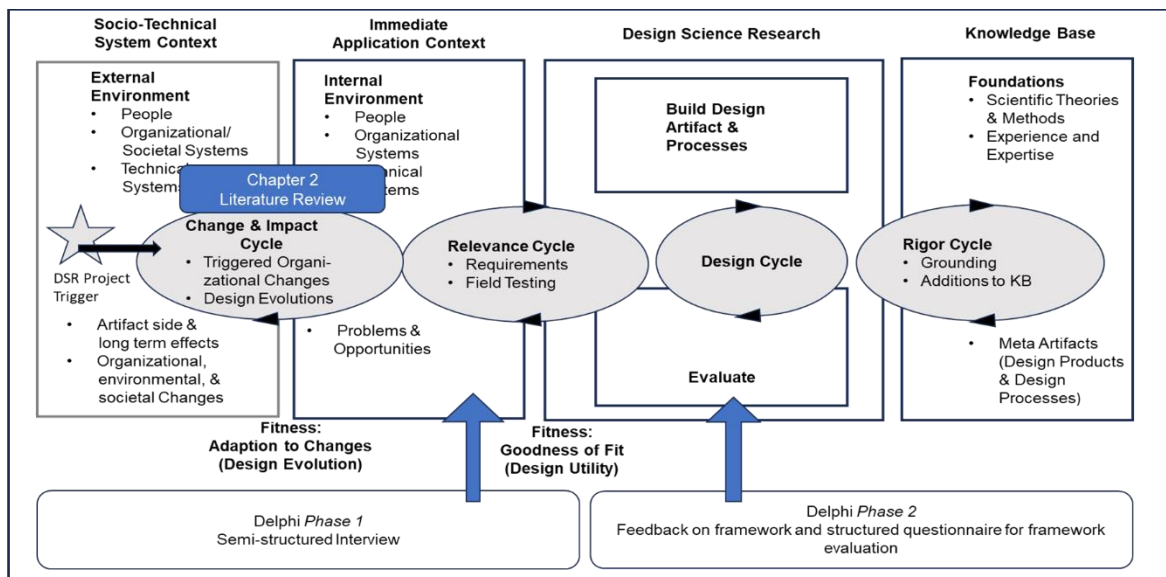 Socio-Technical
System Context
Immediate
Application Context
Design Science Research
Knowledge Base
External
Environment
• People
• Organizational/
Societal Systems
• Technical
Systems
Internal
Environment
• People
• Organizational
Systems
Build Design
Artifact &
Processes
Foundations
• Scientific Theories
& Methods
• Experience and
Expertise
Chapter 2
Literature Review
DSR Project
Trigger
Change & Impact
Cycle
• Triggered Organi-
zational Changes
• Design Evolutions
Relevance Cycle
• Requirements
• Field Testing
Design Cycle
Rigor Cycle
• Grounding
• Additions to KB
• Artifact side &
long term effects
• Organizational,
environmental, &
societal Changes
• Problems &
Opportunities
Evaluate
• Meta Artifacts
(Design Products
& Design
Processes)
Fitness:
Adaption to Changes
(Design Evolution)
Fitness:
Goodness of Fit
(Design Utility)
Delphi Phase 1
Semi-structured Interview
Delphi Phase 2
Feedback on framework and structured questionnaire for framework
evaluation